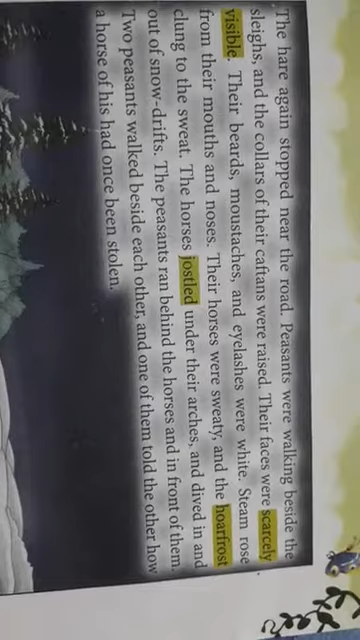 The hare again stopped near the road. Peasants were walking beside the
sleighs, and the collars of their caftans were raised. Their faces were scarcely
visible. Their beards, moustaches, and eyelashes were white. Steam rose
from their mouths and noses. Their horses were sweaty, and the hoarfrost
clung to the sweat. The horses jostled under their arches, and dived in and
out of snow-drifts. The peasants ran behind the horses and in front of them.
Two peasants walked beside each other, and one of them told the other how
a horse of his had once been stolen.